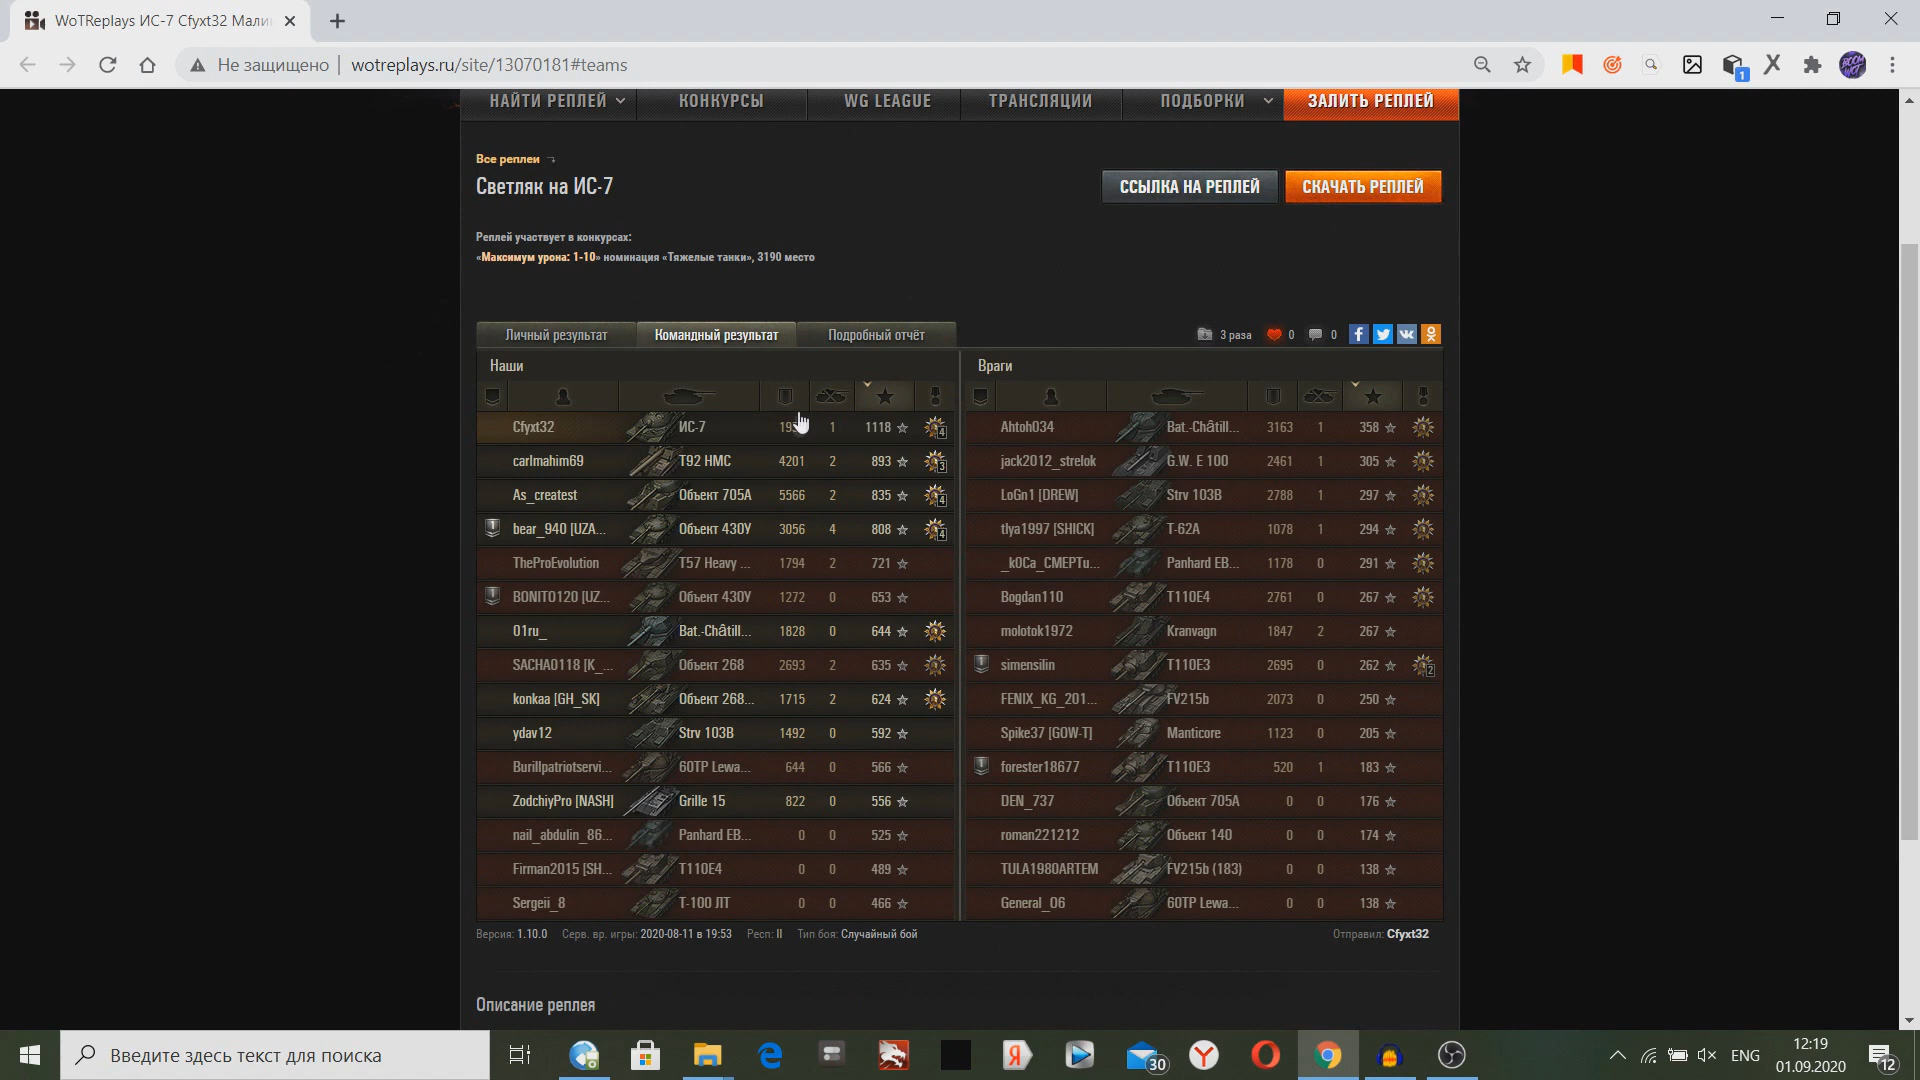 WoTReplays ИС-7 Cfyxt32 Мали
Не защищено
wotreplays.ru/site/13070181#teams
1
НАЙТИ РЕПЛЕЙ
КОНКУРСЫ
WG LEAGUE
ТРАНСЛЯЦИИ
ПОДБОРКИ
ЗАЛИТЬ РЕПЛЕЙ
Все реплеи
Светляк на ИС-7
ССЫЛКА НА РЕПЛЕЙ
СКАЧАТЬ РЕПЛЕЙ
Реплей участвует в конкурсах:
«Максимум урона: 1-10» номинация «Тяжелые танки», 3190 место
Личный результат
Командный результат
Подробный отчёт
3 раза
0
0
Наши
Враги
Cfyxt32 ИС-7 1 1118 4 Ahtoh034 Bat.-Châtill... 3163 1 358
carlmahim69 T92 HMC 4201 2 893 3 jack2012_strelok G.W. E 100 2461 1 305
As_createst Объект 705А 5566 2 835 4 LoGn1 [DREW] Strv 103B 2788 1 297
bear_940 [UZA... Объект 430У 3056 4 808 4 tlya1997 [SHICK] Т-62А 1078 1 294
TheProEvolution T57 Heavy ... 1794 2 721 _kOCa_CMEPTu... Panhard EB... 1178 0 291
BONITO120 [UZ... Объект 430У 1272 0 653 Bogdan110 T110E4 2761 0 267
01ru_ Bat.-Châtill... 1828 0 644 molotok1972 Kranvagn 1847 2 267
SACHA0118 [K_... Объект 268 2693 2 635 simensilin T110E3 2695 0 262 2
konkaa [GH_SK] Объект 268... 1715 2 624 FENIX_KG_201... FV215b 2073 0 250
ydav12 Strv 103B 1492 0 592 Spike37 [GOW-T] Manticore 1123 0 205
Burillpatriotservi... 60TP Lewa... 644 0 566 forester18677 T110E3 520 1 183
ZodchiyPro [NASH] Grille 15 822 0 556 DEN_737 Объект 705А 0 0 176
nail_abdulin_86... Panhard EB... 0 0 525 roman221212 Объект 140 0 0 174
Firman2015 [SH... T110E4 0 0 489 TULA1980ARTEM FV215b (183) 0 0 138
Sergeii_8 Т-100 ЛТ 0 0 466 General_06 60TP Lewa... 0 0 138
Версия: 1.10.0 Серв. вр. игры: 2020-08-11 в 19:53 Респ: II Тип боя: Случайный бой
Отправил: Cfyxt32
Описание реплея
Введите здесь текст для поиска
30
ENG
12:19
01.09.2020
12